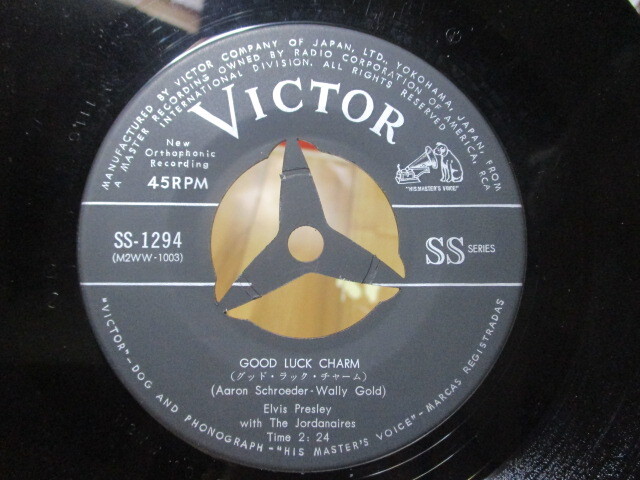 MANUFACTURED BY VICTOR COMPANY OF JAPAN, LTD., YOKOHAMA, JAPAN, FROM
A MASTER RECORDING OWNED BY RADIO CORPORATION OF AMERICA, RCA
INTERNATIONAL DIVISION. ALL RIGHTS RESERVED
VICTOR
New
Orthophonic
Recording
45RPM
"HIS MASTER'S VOICE"
SS-1294
(M2WW-1003)
SS SERIES
GOOD LUCK CHARM
(グッド・ラック・チャーム)
(Aaron Schroeder-Wally Gold)
Elvis Presley
with The Jordanaires
Time 2: 24
"VICTOR"-DOG AND PHONOGRAPH-"HIS MASTER'S VOICE"-MARCAS REGISTRADAS